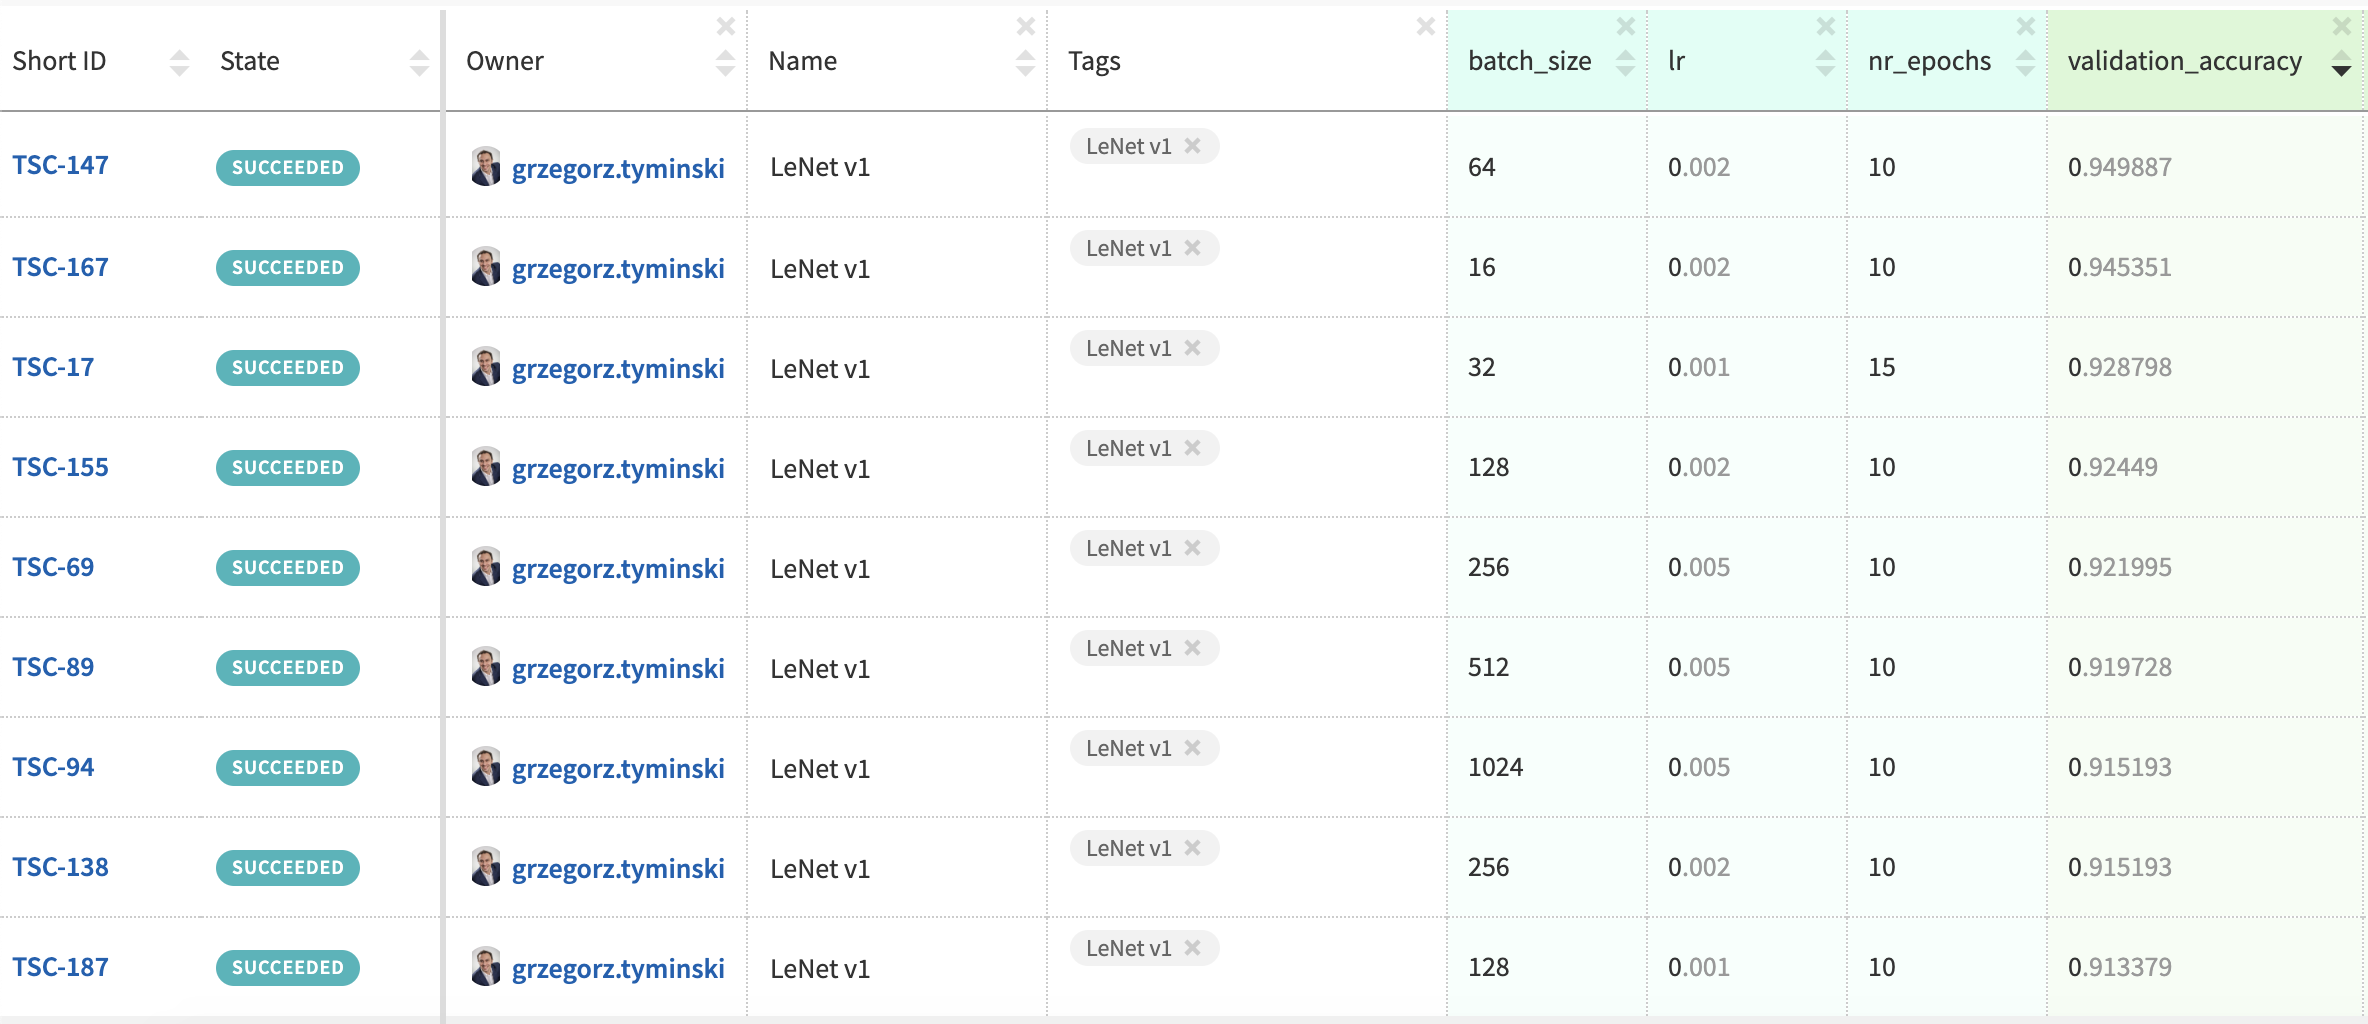 Short ID State Owner Name Tags batch_size lr nr_epochs validation_accuracy
TSC-147 SUCCEEDED grzegorz.tyminski LeNet v1 LeNet v1 64 0.002 10 0.949887
TSC-167 SUCCEEDED grzegorz.tyminski LeNet v1 LeNet v1 16 0.002 10 0.945351
TSC-17 SUCCEEDED grzegorz.tyminski LeNet v1 LeNet v1 32 0.001 15 0.928798
TSC-155 SUCCEEDED grzegorz.tyminski LeNet v1 LeNet v1 128 0.002 10 0.92449
TSC-69 SUCCEEDED grzegorz.tyminski LeNet v1 LeNet v1 256 0.005 10 0.921995
TSC-89 SUCCEEDED grzegorz.tyminski LeNet v1 LeNet v1 512 0.005 10 0.919728
TSC-94 SUCCEEDED grzegorz.tyminski LeNet v1 LeNet v1 1024 0.005 10 0.915193
TSC-138 SUCCEEDED grzegorz.tyminski LeNet v1 LeNet v1 256 0.002 10 0.915193
TSC-187 SUCCEEDED grzegorz.tyminski LeNet v1 LeNet v1 128 0.001 10 0.913379